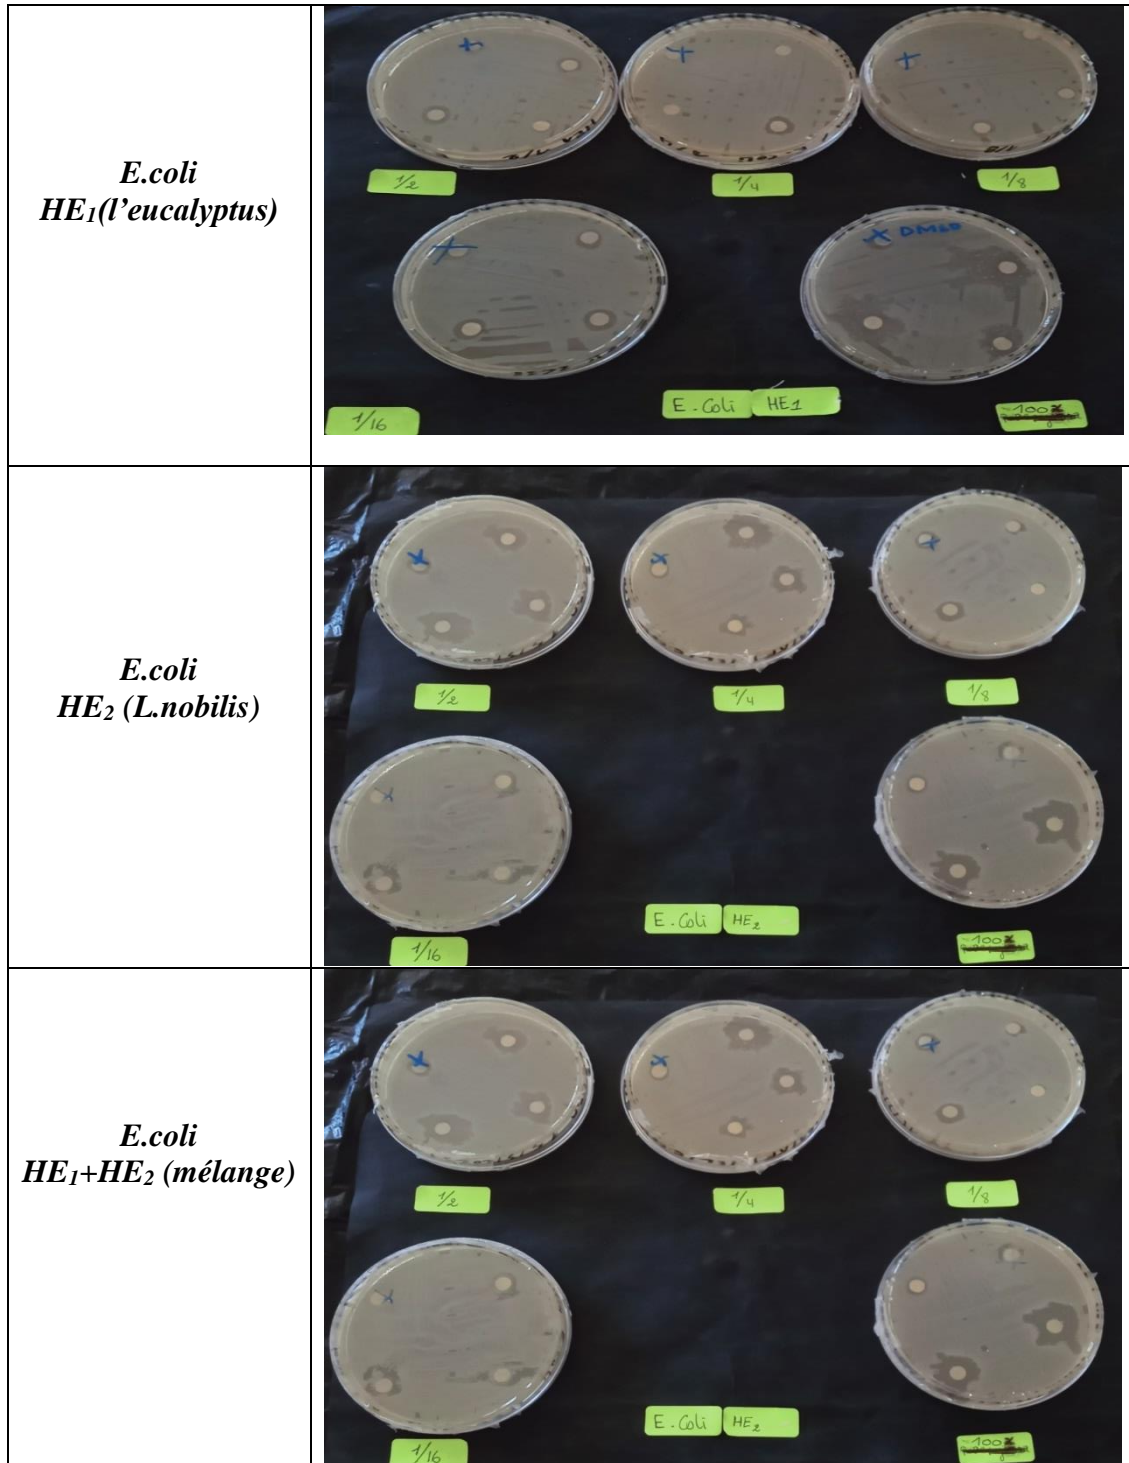 E.coli
HE₁(l'eucalyptus)
DMSO
1/2
1/4
1/8
E. Coli HE1
1/16
100%
E.coli
HE₂ (L.nobilis)
1/2
1/4
1/8
E. Coli HE₂
1/16
100%
E.coli
HE₁+HE₂ (mélange)
1/2
1/4
1/8
E. Coli HE₂
1/16
100%